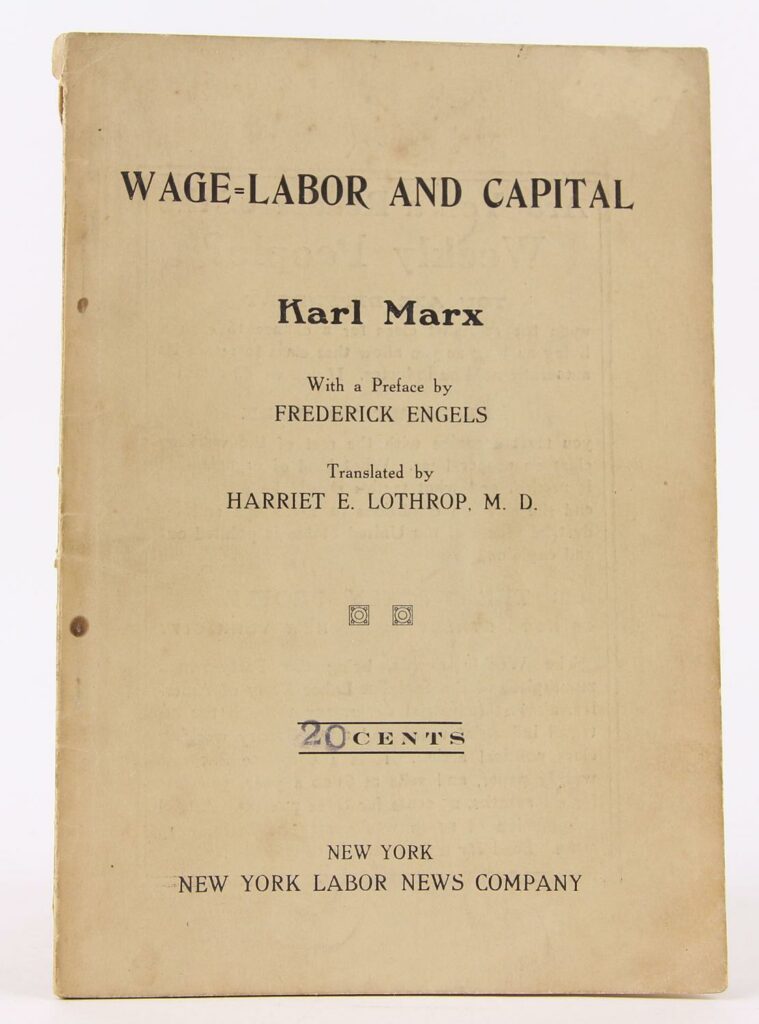 WAGE=LABOR AND CAPITAL
Karl Marx
With a Preface by
FREDERICK ENGELS
Translated by
HARRIET E. LOTHROP, M. D.
20 CENTS
NEW YORK
NEW YORK LABOR NEWS COMPANY